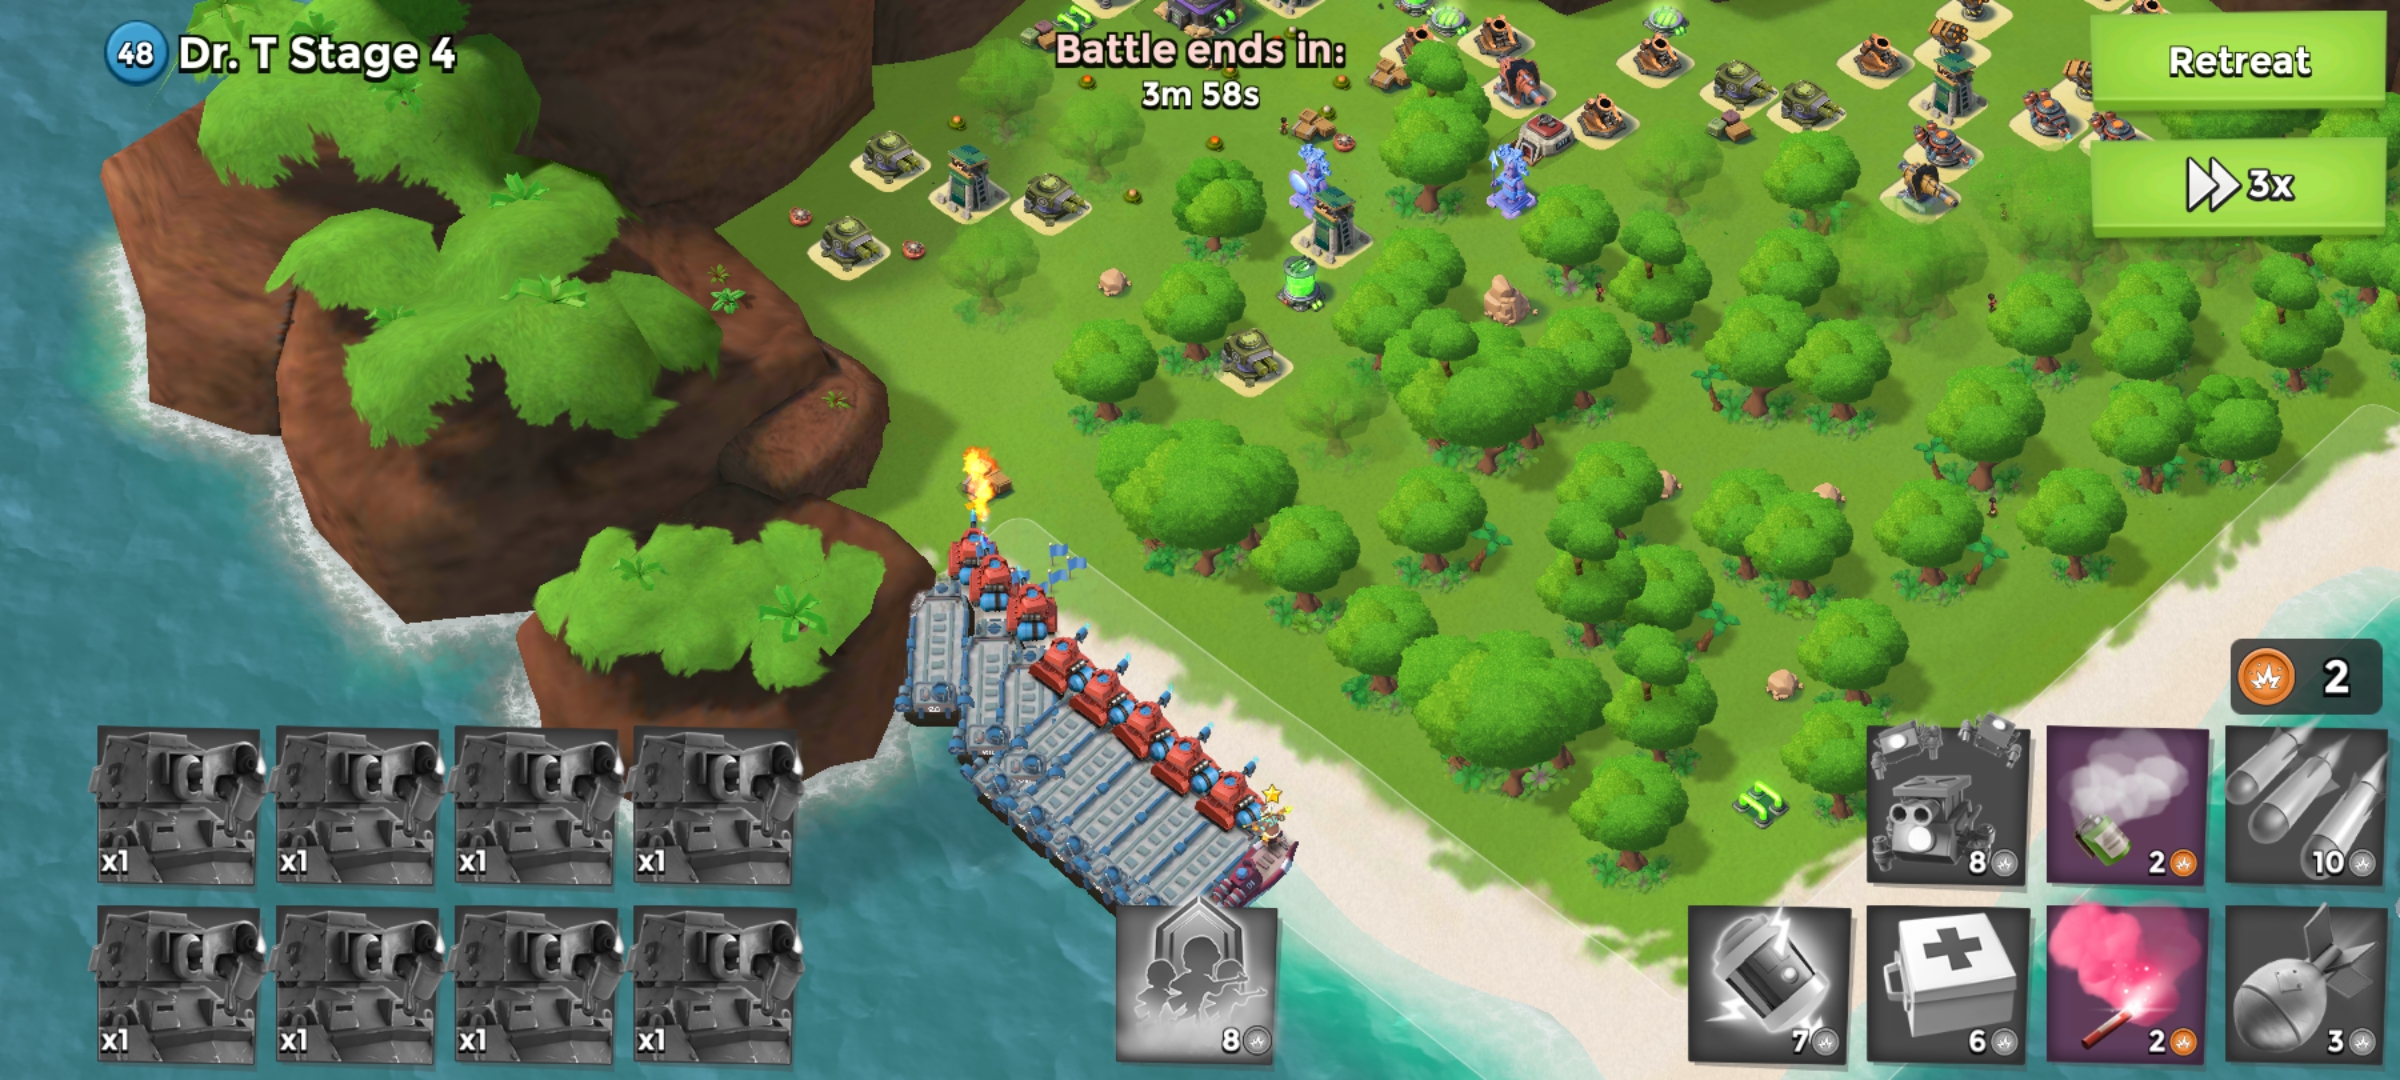 48 Dr. T Stage 4
Battle ends in:
3m 58s
Retreat
3x
2
x1 x1 x1 x1
8 2 10
x1 x1 x1 x1
8 7 6 2 3